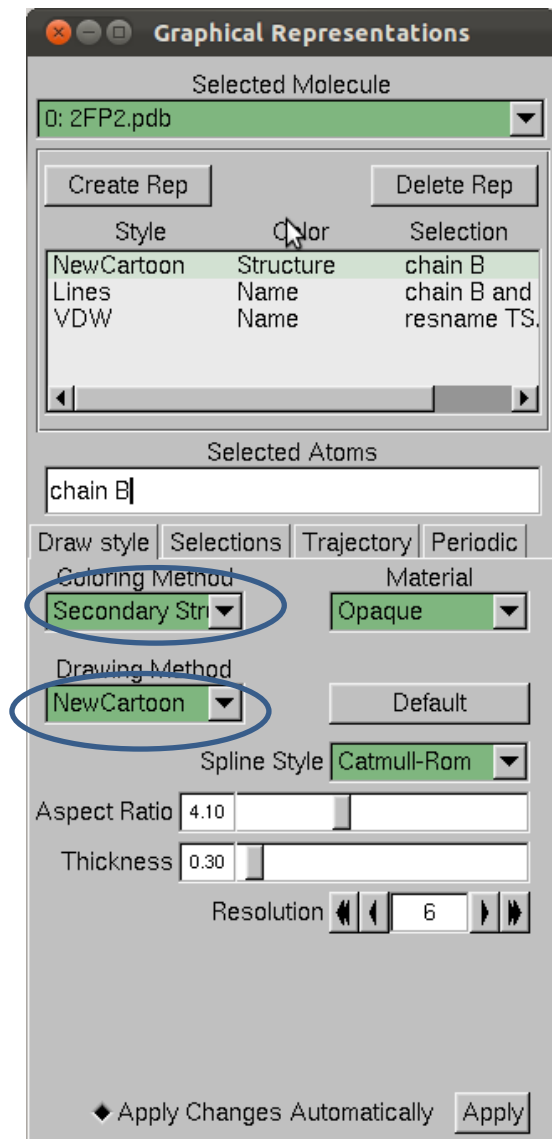 Graphical Representations
Selected Molecule
0: 2FP2.pdb
Create Rep Delete Rep
Style Color Selection
NewCartoon Structure chain B
Lines Name chain B and
VDW Name resname TS.
Selected Atoms
chain B
Draw style Selections Trajectory Periodic
Coloring Method Material
Secondary Stru Opaque
Drawing Method
NewCartoon Default
Spline Style Catmull-Rom
Aspect Ratio 4.10
Thickness 0.30
Resolution 6
Apply Changes Automatically Apply